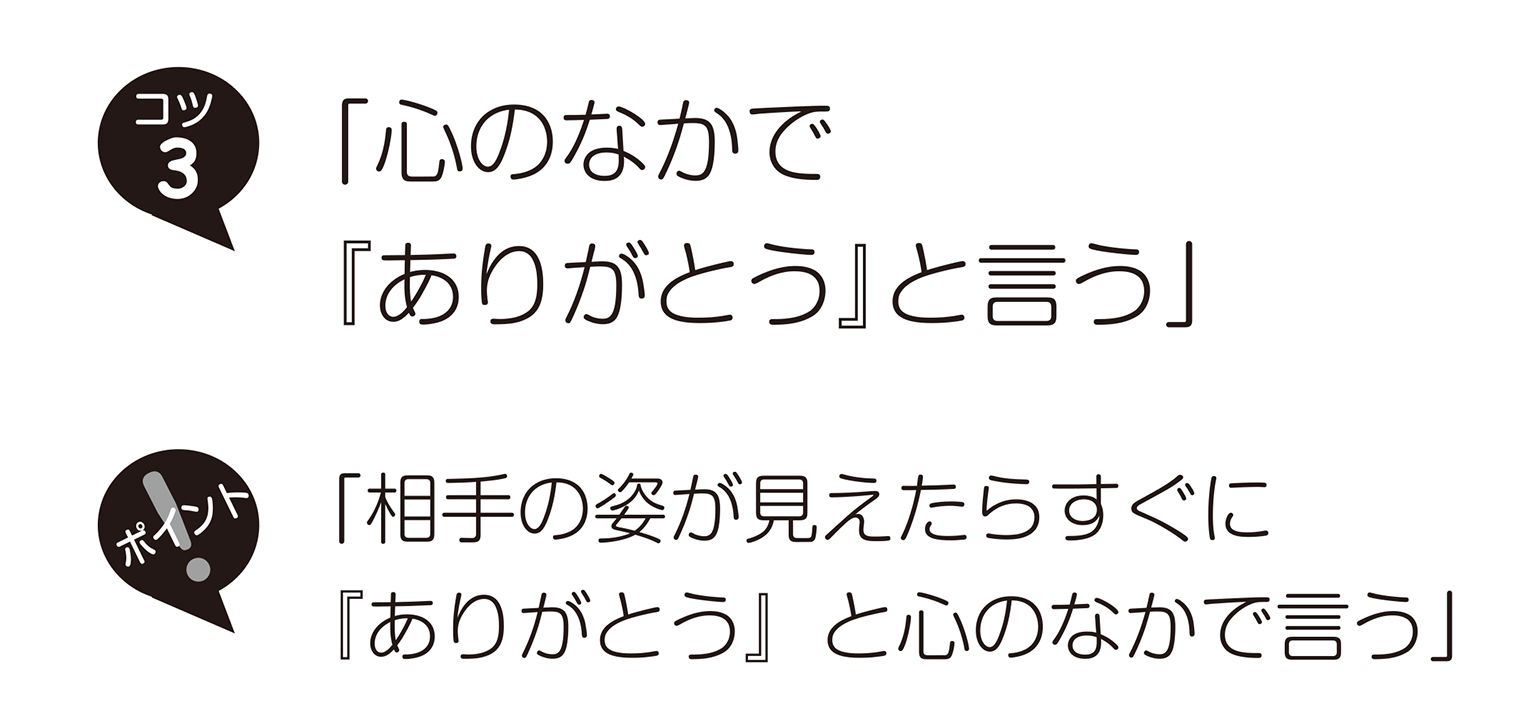 コツ
3
「心のなかで
『ありがとう』と言う」
ポイント
「相手の姿が見えたらすぐに
『ありがとう』と心のなかで言う」